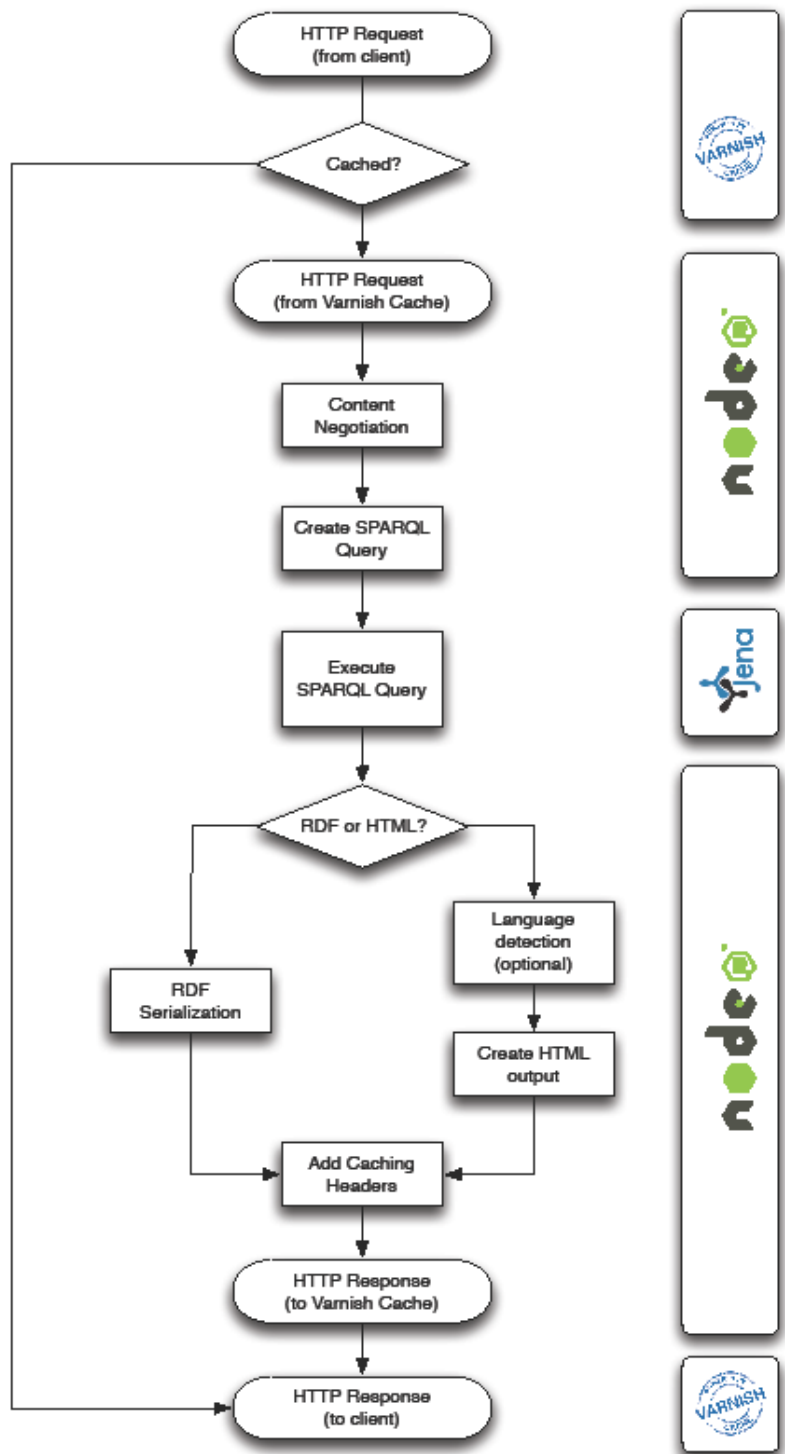 HTTP Request
(from client)
Cached?
HTTP Request
(from Varnish Cache)
Content
Negotiation
Create SPARQL
Query
Execute
SPARQL Query
RDF or HTML?
Language
detection
(optional)
RDF
Serialization
Create HTML
output
Add Caching
Headers
HTTP Response
(to Varnish Cache)
HTTP Response
(to client)
VARNISH
node
Jena
node
VARNISH